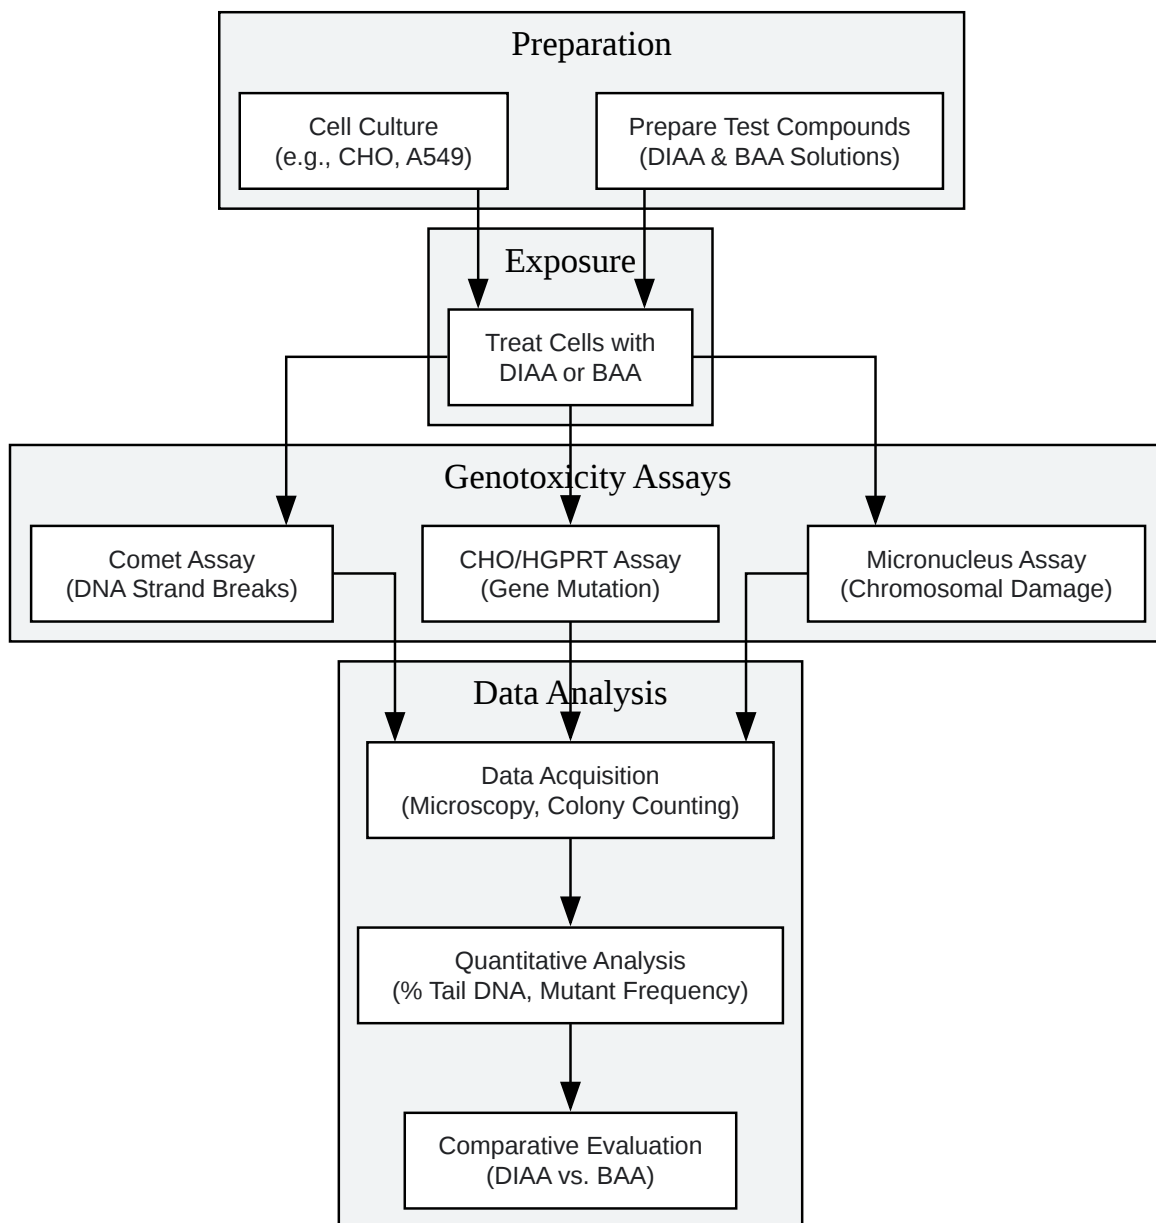 Preparation
Cell Culture
(e.g., CHO, A549)
Prepare Test Compounds
(DIAA & BAA Solutions)
Exposure
Treat Cells with
DIAA or BAA
Genotoxicity Assays
Comet Assay
(DNA Strand Breaks)
CHO/HGPRT Assay
(Gene Mutation)
Micronucleus Assay
(Chromosomal Damage)
Data Analysis
Data Acquisition
(Microscopy, Colony Counting)
Quantitative Analysis
(% Tail DNA, Mutant Frequency)
Comparative Evaluation
(DIAA vs. BAA)